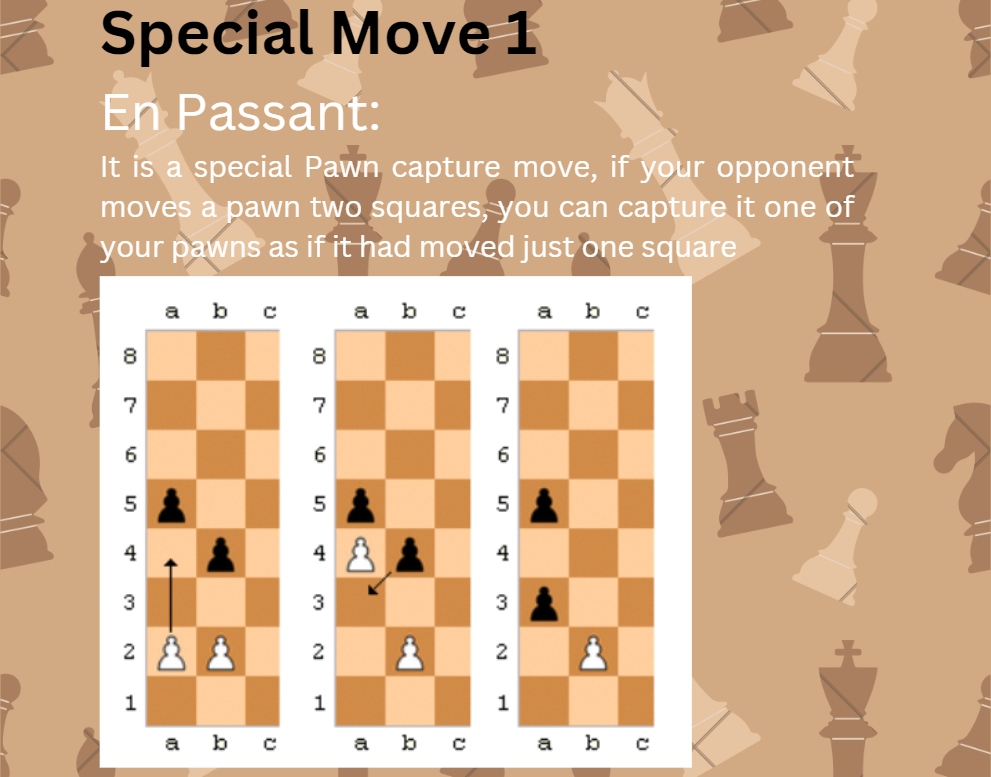 Special Move 1
En Passant:
It is a special Pawn capture move, if your opponent
moves a pawn two squares, you can capture it one of
your pawns as if it had moved just one square
a b c a b c a b c
8 8 8
7 7 7
6 6 6
5 5 5
4 4 4
3 3 3
2 2 2
1 1 1
a b c a b c a b c